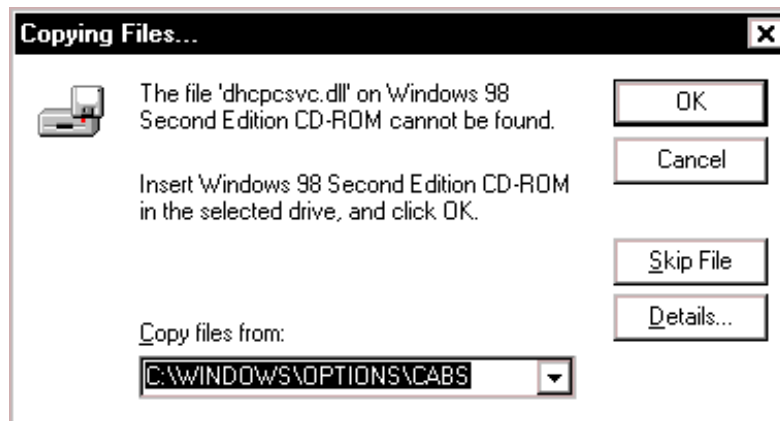 Copying Files...
The file 'dhcpcsvc.dll' on Windows 98
Second Edition CD-ROM cannot be found.
Insert Windows 98 Second Edition CD-ROM
in the selected drive, and click OK.
Copy files from:
C:\WINDOWS\OPTIONS\CABS
OK
Cancel
Skip File
Details...